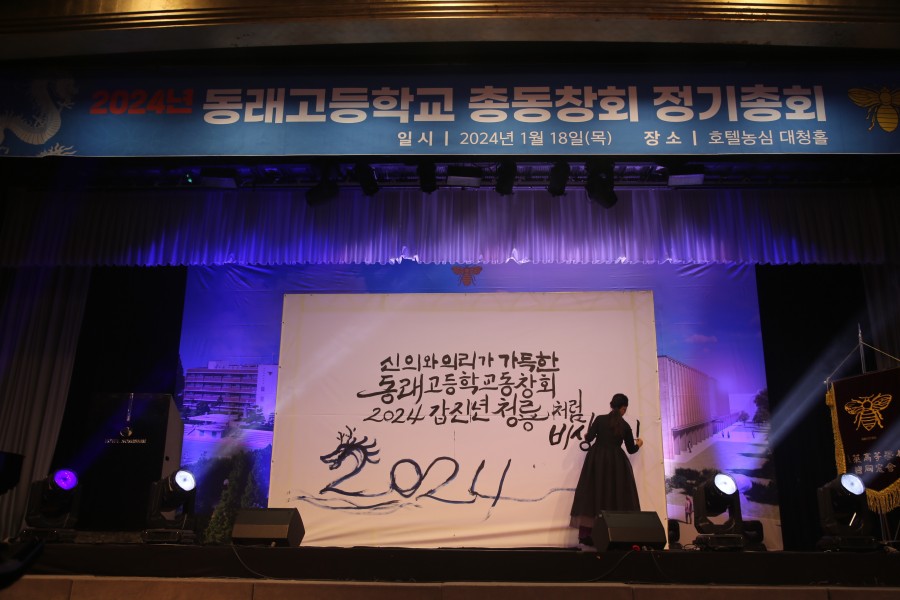 2024년 동래고등학교 총동창회 정기총회
일 시 | 2024년 1월 18일(목) 장 소 | 호텔농심 대청홀
신의와 의리가 가득한
동래고등학교동창회
2024 갑진년 청룡처럼
비상
2024